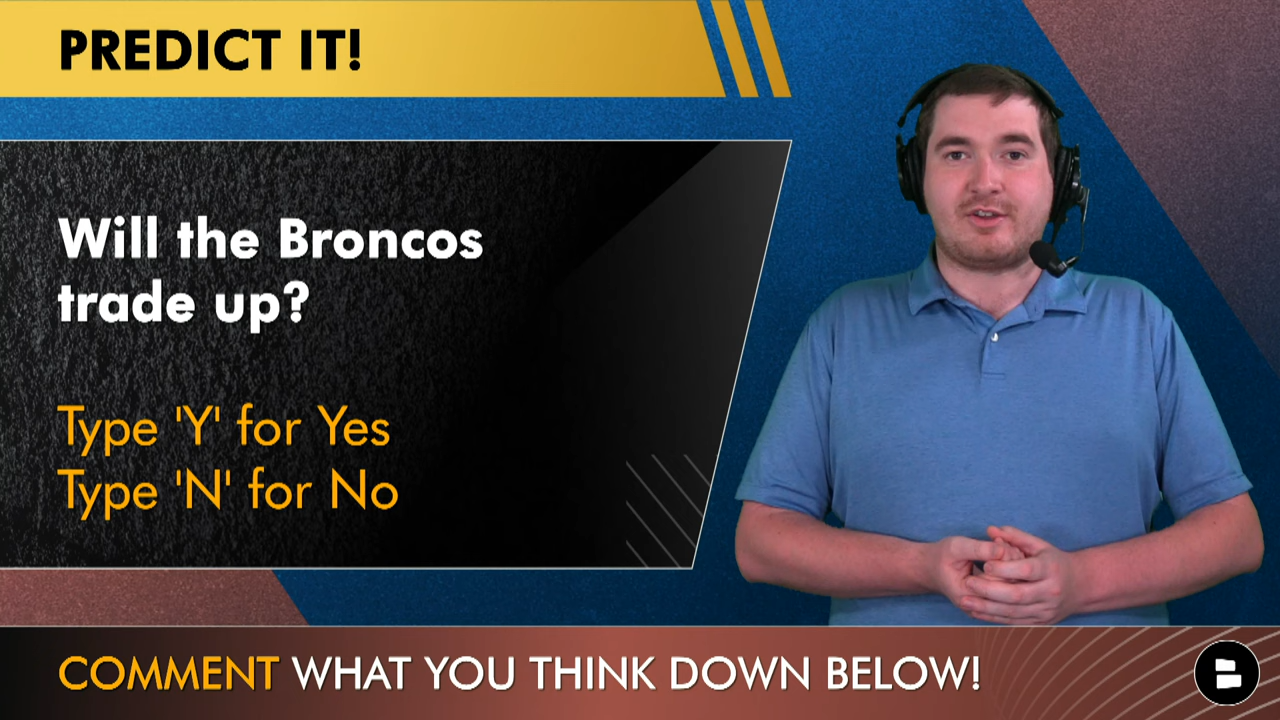 PREDICT IT!
Will the Broncos
trade up?
Type 'Y' for Yes
Type 'N' for No
COMMENT WHAT YOU THINK DOWN BELOW!